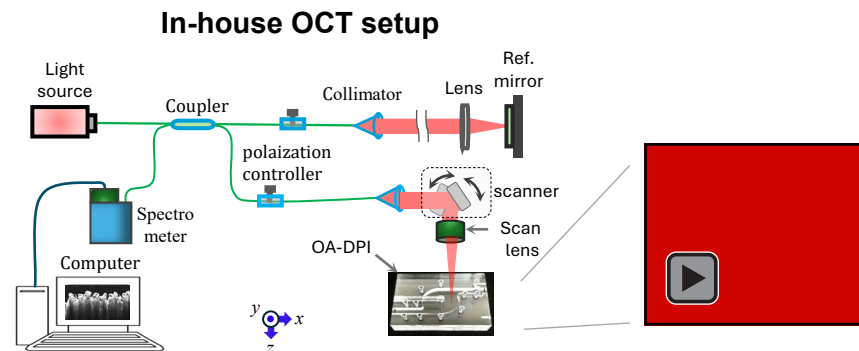 In-house OCT setup
Light
source
Coupler
Collimator
Lens
Ref.
mirror
polaization
controller
scanner
Spectro
meter
Scan
lens
OA-DPI
Computer
y
x
z